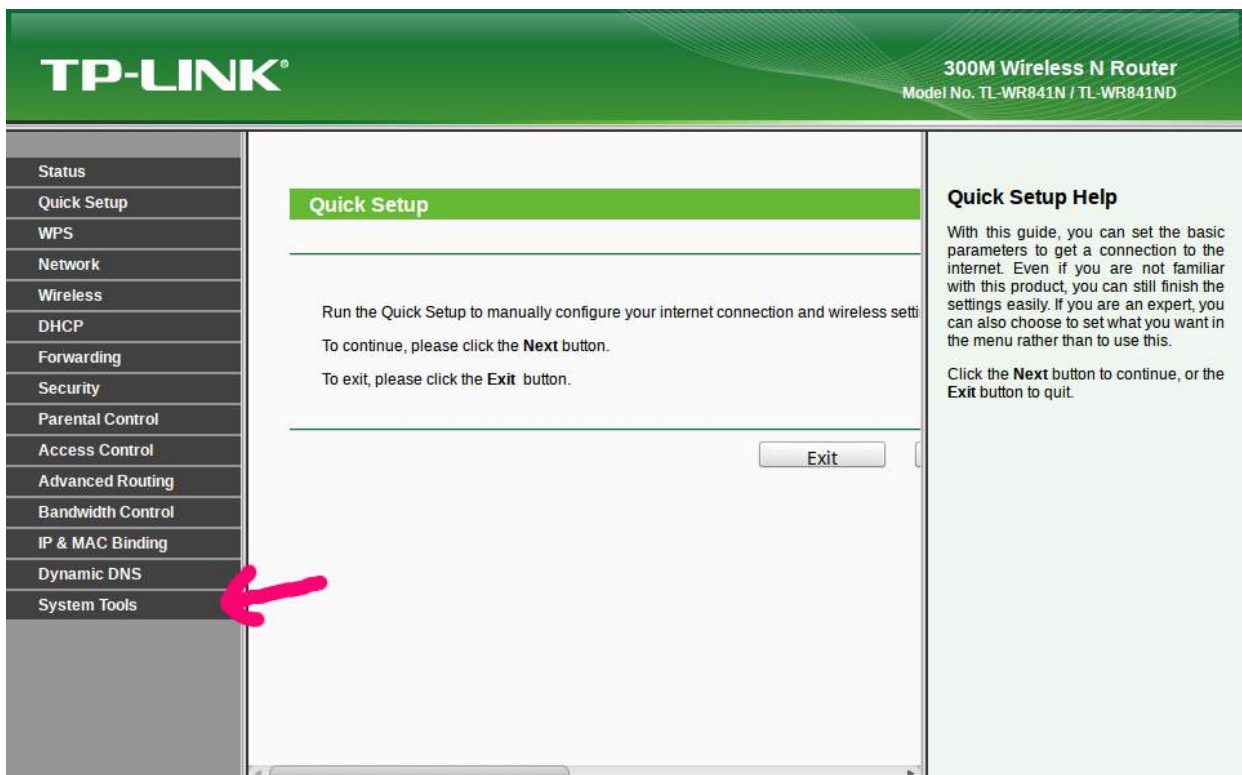 TP-LINK®
300M Wireless N Router
Model No. TL-WR841N / TL-WR841ND
Status
Quick Setup
WPS
Network
Wireless
DHCP
Forwarding
Security
Parental Control
Access Control
Advanced Routing
Bandwidth Control
IP & MAC Binding
Dynamic DNS
System Tools
Quick Setup
Run the Quick Setup to manually configure your internet connection and wireless setti
To continue, please click the Next button.
To exit, please click the Exit button.
Exit
Quick Setup Help
With this guide, you can set the basic
parameters to get a connection to the
internet. Even if you are not familiar
with this product, you can still finish the
settings easily. If you are an expert, you
can also choose to set what you want in
the menu rather than to use this.
Click the Next button to continue, or the
Exit button to quit.